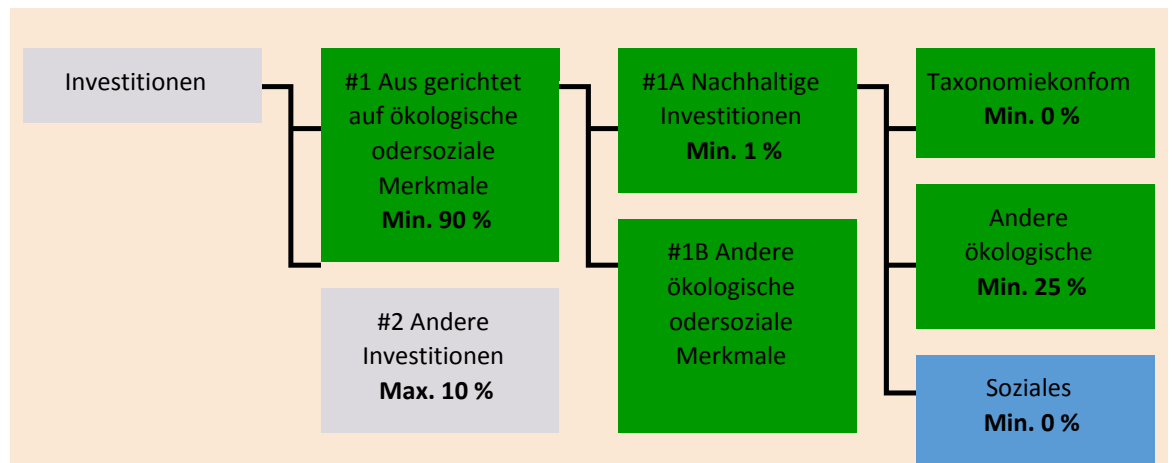 Investitionen
#1 Aus gerichtet
auf ökologische
odersoziale
Merkmale
Min. 90 %
#2 Andere
Investitionen
Max. 10 %
#1A Nachhaltige
Investitionen
Min. 1 %
#1B Andere
ökologische
odersoziale
Merkmale
Taxonomiekonfom
Min. 0 %
Andere
ökologische
Min. 25 %
Soziales
Min. 0 %